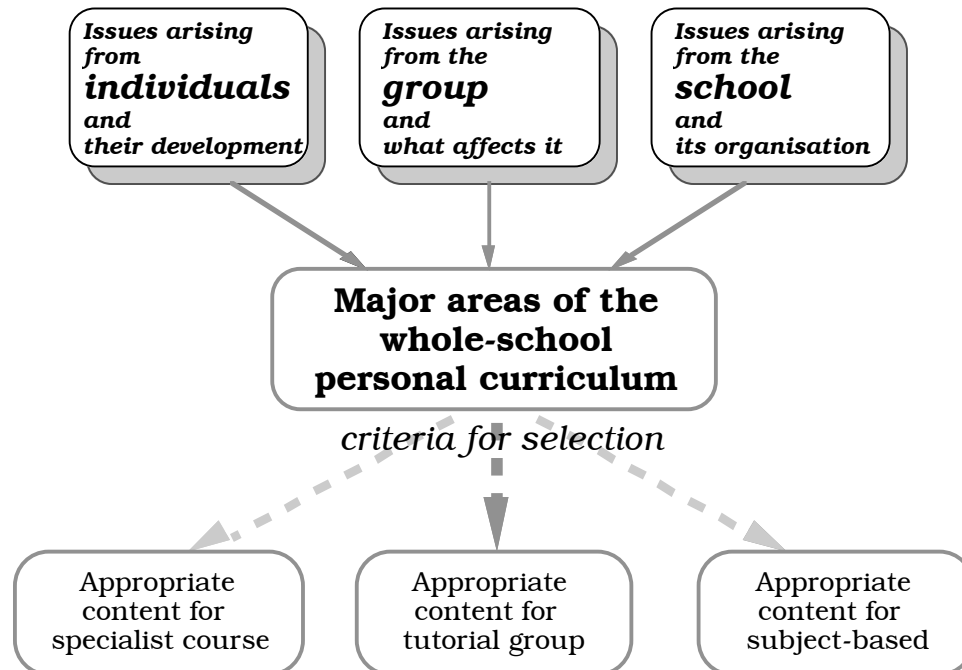 Issues arising
from
individuals
and
their development
Issues arising
from the
group
and
what affects it
Issues arising
from the
school
and
its organisation
Major areas of the
whole-school
personal curriculum
criteria for selection
Appropriate
content for
specialist course
Appropriate
content for
tutorial group
Appropriate
content for
subject-based